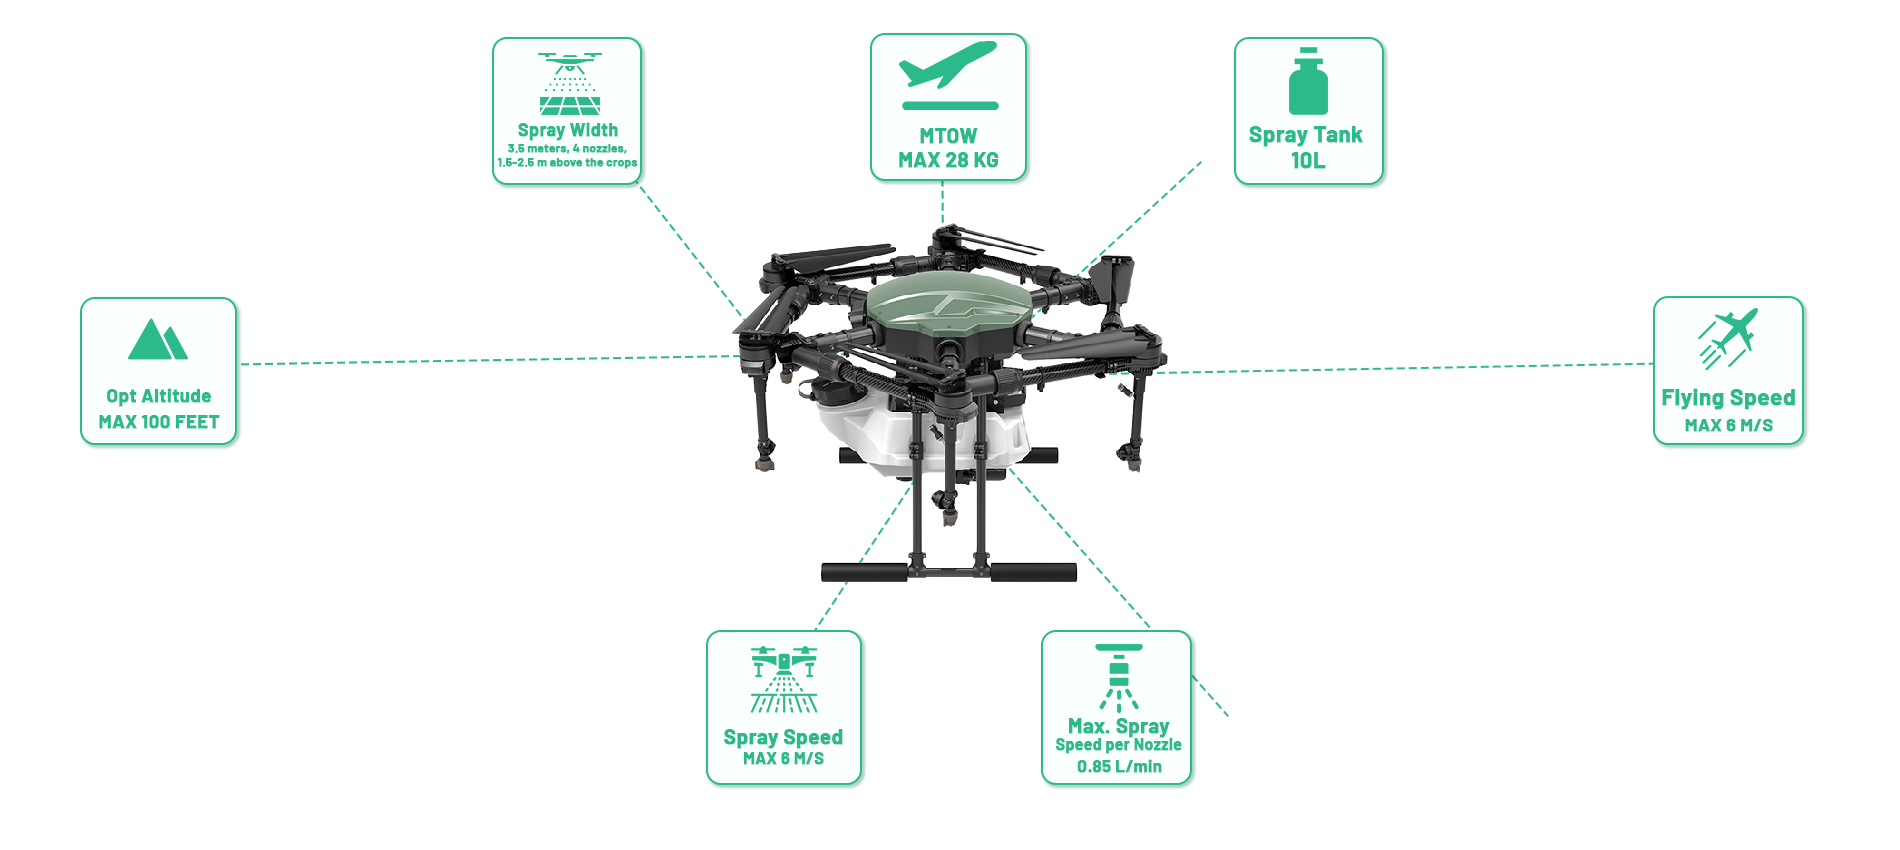 Spray Width
3.5 meters, 4 nozzles,
1.5-2.5 m above the crops
MTOW
MAX 28 KG
Spray Tank
10L
Opt Altitude
MAX 100 FEET
Flying Speed
MAX 6 M/S
Spray Speed
MAX 6 M/S
Max. Spray
Speed per Nozzle
0.85 L/min